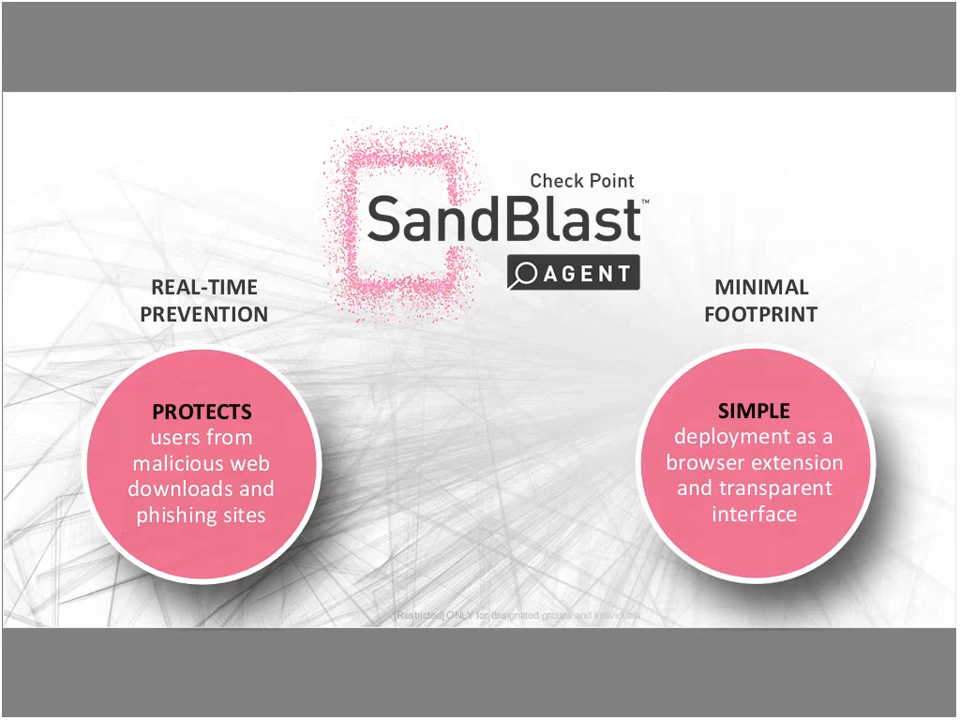 Check Point
SandBlast™
AGENT
REAL-TIME
PREVENTION
MINIMAL
FOOTPRINT
PROTECTS
users from
malicious web
downloads and
phishing sites
SIMPLE
deployment as a
browser extension
and transparent
interface
[Restricted] ONLY for designated groups and individuals